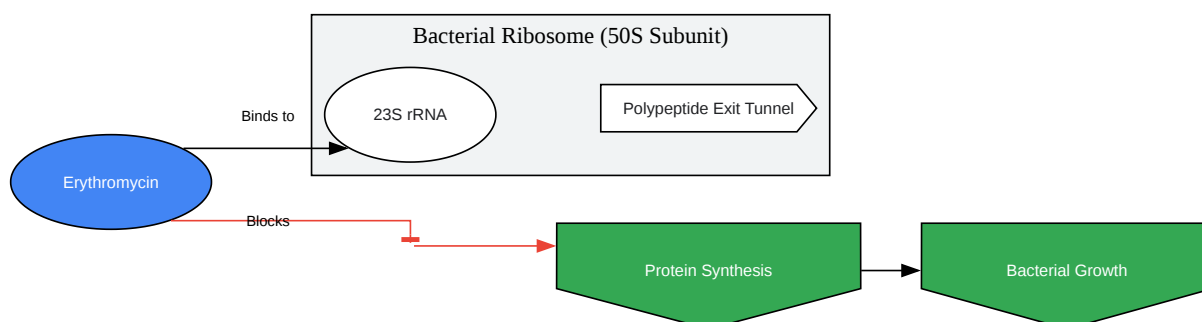 Bacterial Ribosome (50S Subunit)
23S rRNA
Polypeptide Exit Tunnel
Binds to
Erythromycin
Blocks
Protein Synthesis
Bacterial Growth